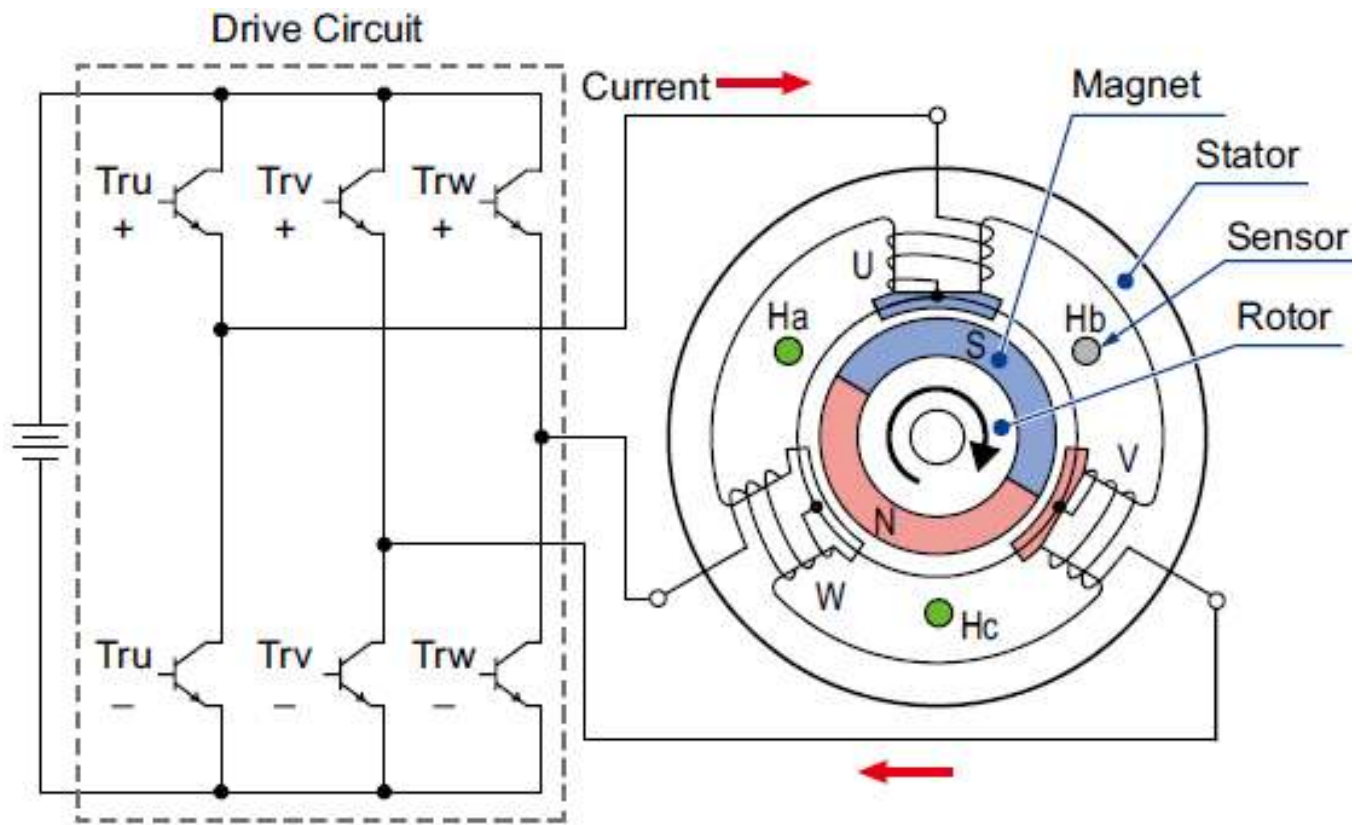 Drive Circuit
Current
Magnet
Stator
Sensor
Rotor
Tru
+
Trv
+
Trw
+
U
Ha
Hb
S
V
N
W
Hc
Tru
–
Trv
–
Trw
–